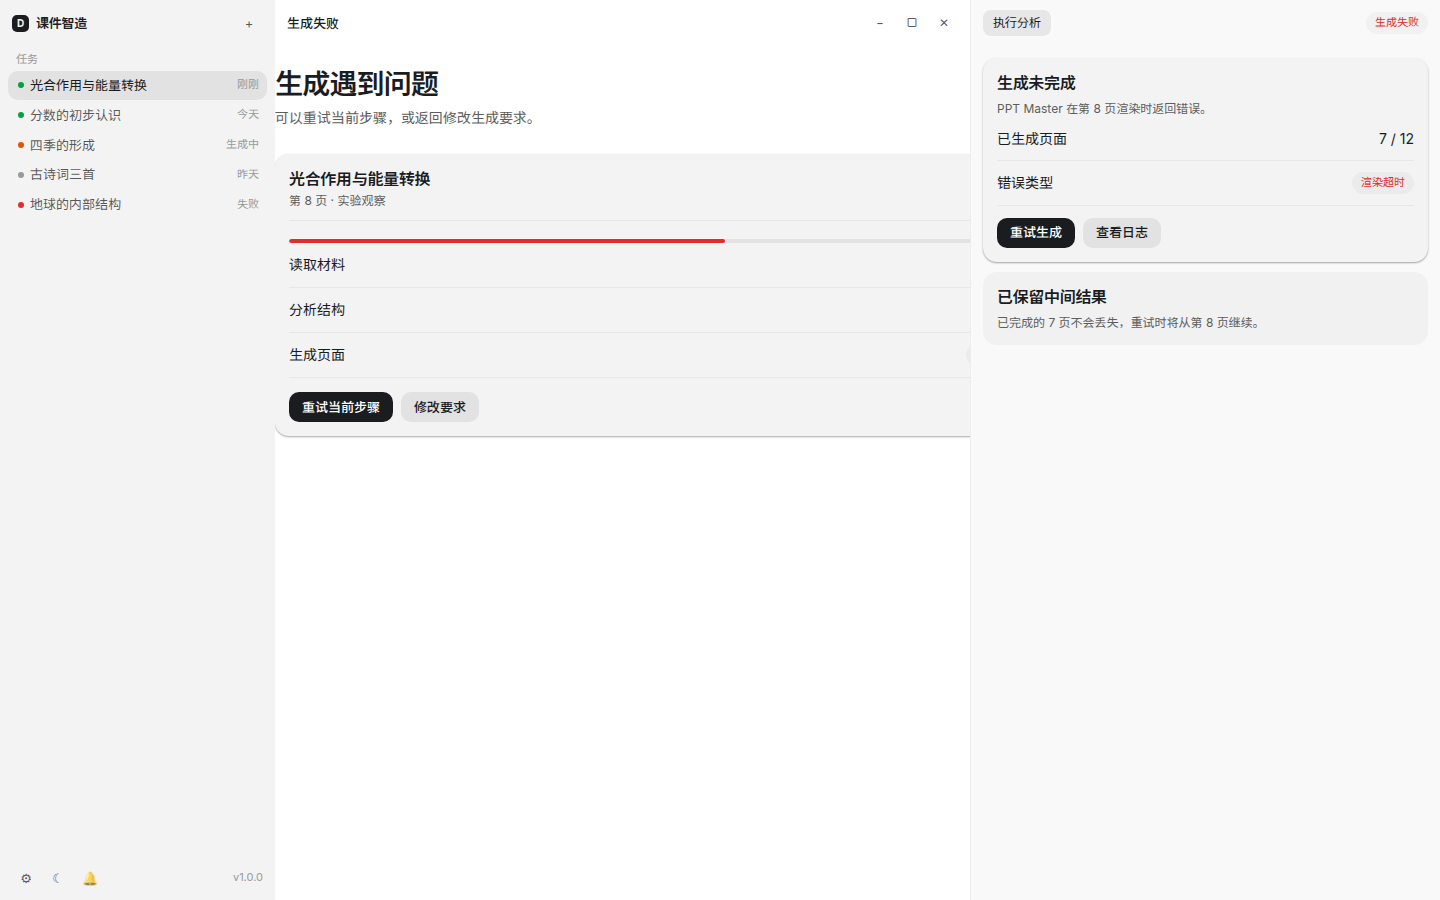 D 课件智造 +
任务
光合作用与能量转换 刚刚
分数的初步认识 今天
四季的形成 生成中
古诗词三首 昨天
地球的内部结构 失败
v1.0.0
生成失败
生成遇到问题
可以重试当前步骤，或返回修改生成要求。
光合作用与能量转换
第 8 页 · 实验观察
读取材料
分析结构
生成页面
重试当前步骤 修改要求
执行分析 生成失败
生成未完成
PPT Master 在第 8 页渲染时返回错误。
已生成页面 7 / 12
错误类型 渲染超时
重试生成 查看日志
已保留中间结果
已完成的 7 页不会丢失，重试时将从第 8 页继续。